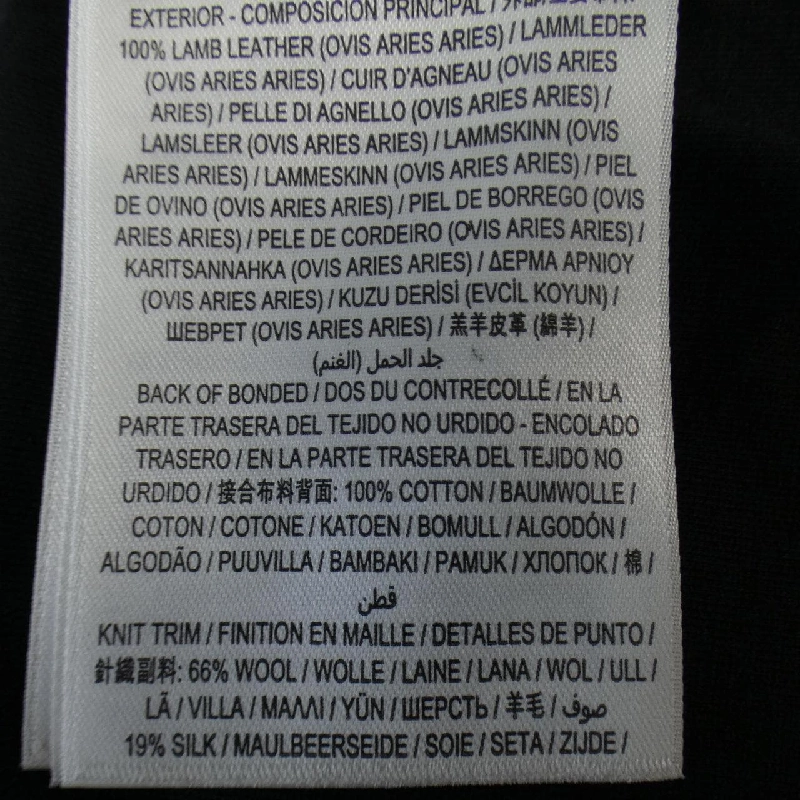 EXTERIOR - COMPOSICIÓN PRINCIPAL /
100% LAMB LEATHER (OVIS ARIES ARIES) / LAMMLEDER
(OVIS ARIES ARIES) / CUIR D'AGNEAU (OVIS ARIES
ARIES) / PELLE DI AGNELLO (OVIS ARIES ARIES) /
LAMSLEER (OVIS ARIES ARIES) / LAMMSKINN (OVIS
ARIES ARIES) / LAMMESKINN (OVIS ARIES ARIES) / PIEL
DE OVINO (OVIS ARIES ARIES) / PIEL DE BORREGO (OVIS
ARIES ARIES) / PELE DE CORDEIRO (OVIS ARIES ARIES) /
KARITSANNAHKA (OVIS ARIES ARIES) / ΔΕΡΜΑ ΑΡΝΙΟΥ
(OVIS ARIES ARIES) / KUZU DERİSİ (EVCİL KOYUN) /
ШЕВРЕТ (OVIS ARIES ARIES) / 羔羊皮革 (綿羊) /
جلد الحمل (الغنم)
BACK OF BONDED / DOS DU CONTRECOLLÉ / EN LA
PARTE TRASERA DEL TEJIDO NO URDIDO - ENCOLADO
TRASERO / EN LA PARTE TRASERA DEL TEJIDO NO
URDIDO / 接合布料背面: 100% COTTON / BAUMWOLLE /
COTON / COTONE / KATOEN / BOMULL / ALGODÓN /
ALGODÃO / PUUVILLA / ΒΑΜΒΑΚΙ / PAMUK / ХЛОПОК / 棉 /
قطن
KNIT TRIM / FINITION EN MAILLE / DETALLES DE PUNTO /
針織副料: 66% WOOL / WOLLE / LAINE / LANA / WOL / ULL /
LÃ / VILLA / ΜΑΛΛΙ / YÜN / ШЕРСТЬ / 羊毛 / صوف
19% SILK / MAULBEERSEIDE / SOIE / SETA / ZIJDE /